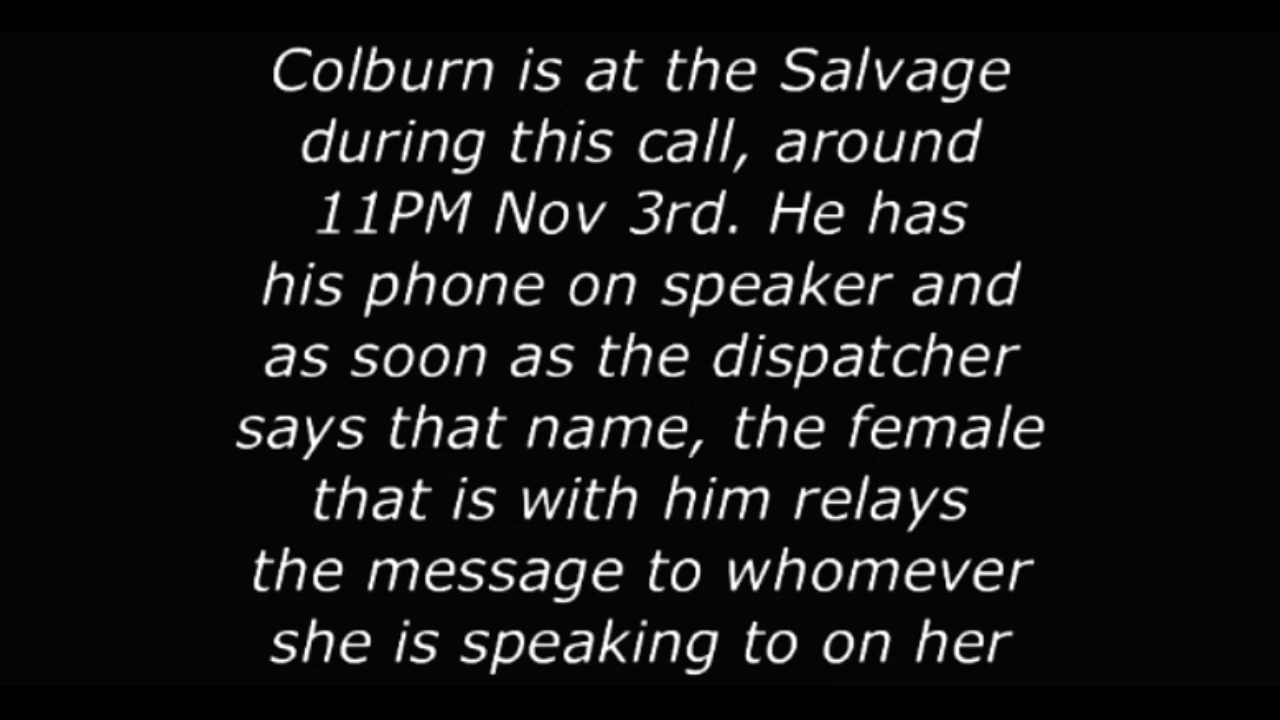 Colburn is at the Salvage
during this call, around
11PM Nov 3rd. He has
his phone on speaker and
as soon as the dispatcher
says that name, the female
that is with him relays
the message to whomever
she is speaking to on her